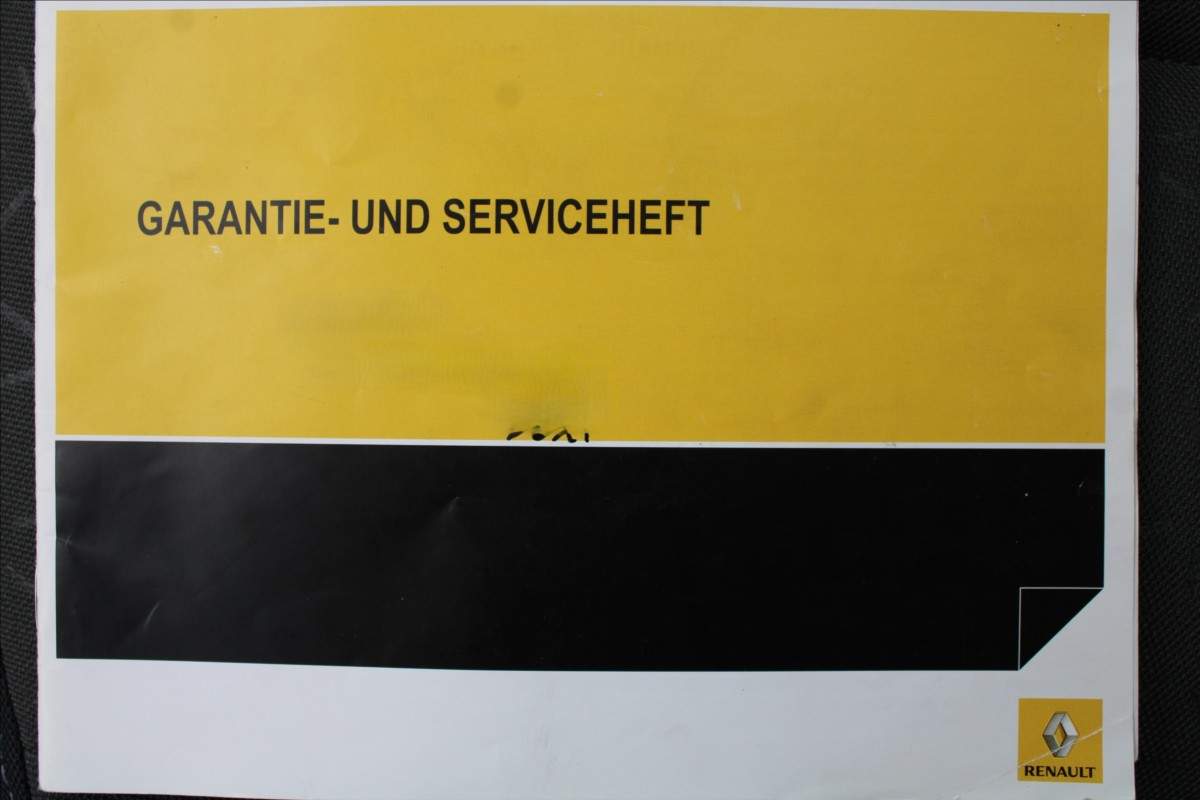 GARANTIE- UND SERVICEHEFT
RENAULT